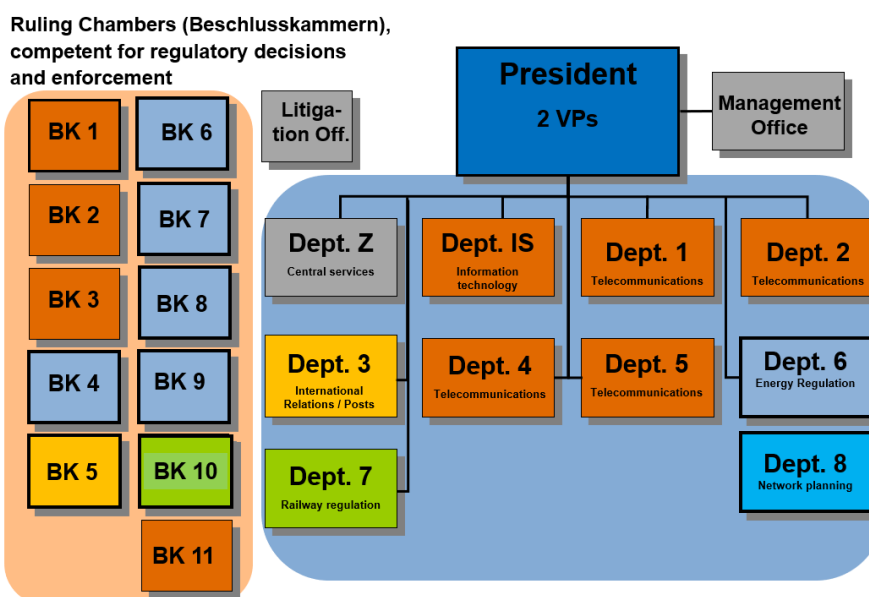 Ruling Chambers (Beschlusskammern),
competent for regulatory decisions
and enforcement
BK 1
BK 6
BK 2
BK 7
BK 3
BK 8
BK 4
BK 9
BK 5
BK 10
BK 11
Litiga-
tion Off.
President
2 VPs
Management
Office
Dept. Z
Central services
Dept. IS
Information
technology
Dept. 1
Telecommunications
Dept. 2
Telecommunications
Dept. 3
International
Relations / Posts
Dept. 4
Telecommunications
Dept. 5
Telecommunications
Dept. 6
Energy Regulation
Dept. 7
Railway regulation
Dept. 8
Network planning